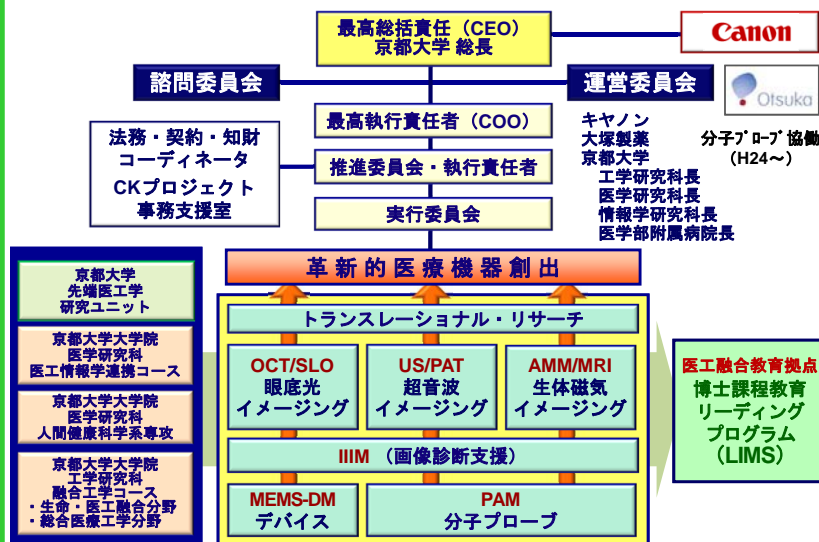 最高総括責任（CEO）
京都大学 総長
Canon
諮問委員会
運営委員会
Otsuka
キヤノン
大塚製薬
京都大学
工学研究科長
医学研究科長
情報学研究科長
医学部附属病院長
分子プローブ協働
(H24～)
最高執行責任者（COO）
法務・契約・知財
コーディネータ
CKプロジェクト
事務支援室
推進委員会・執行責任者
実行委員会
革新的医療機器創出
京都大学
先端医工学
研究ユニット
京都大学大学院
医学研究科
医工情報学連携コース
京都大学大学院
医学研究科
人間健康科学系専攻
京都大学大学院
工学研究科
融合工学コース
・生命・医工融合分野
・総合医療工学分野
トランスレーショナル・リサーチ
OCT/SLO
眼底光
イメージング
US/PAT
超音波
イメージング
AMM/MRI
生体磁気
イメージング
IIIM （画像診断支援）
MEMS-DM
デバイス
PAM
分子プローブ
医工融合教育拠点
博士課程教育
リーディング
プログラム
（LIMS）